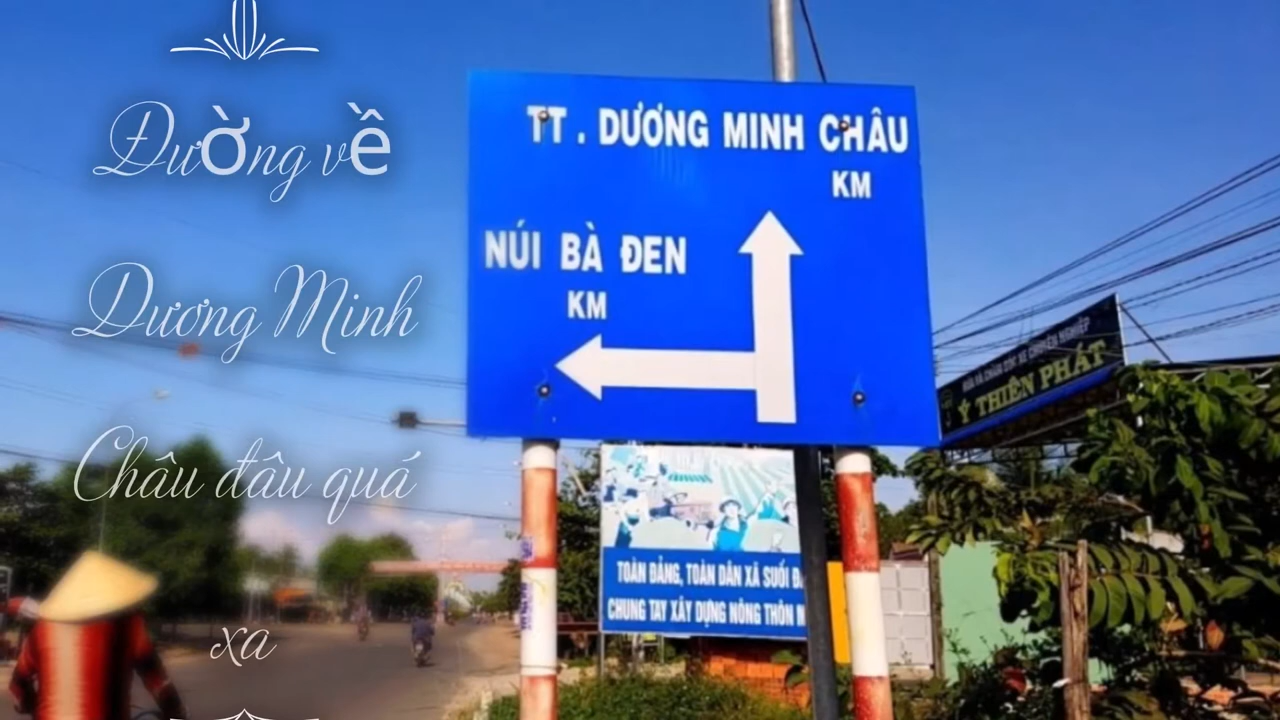 Đường về
Dương Minh
Châu đâu quá
xa
TT . DƯƠNG MINH CHÂU
KM
NÚI BÀ ĐEN
KM
Ý THIÊN PHÁT
TOÀN ĐẢNG, TOÀN DÂN XÃ SUỐI
CHUNG TAY XÂY DỰNG NÔNG THÔN